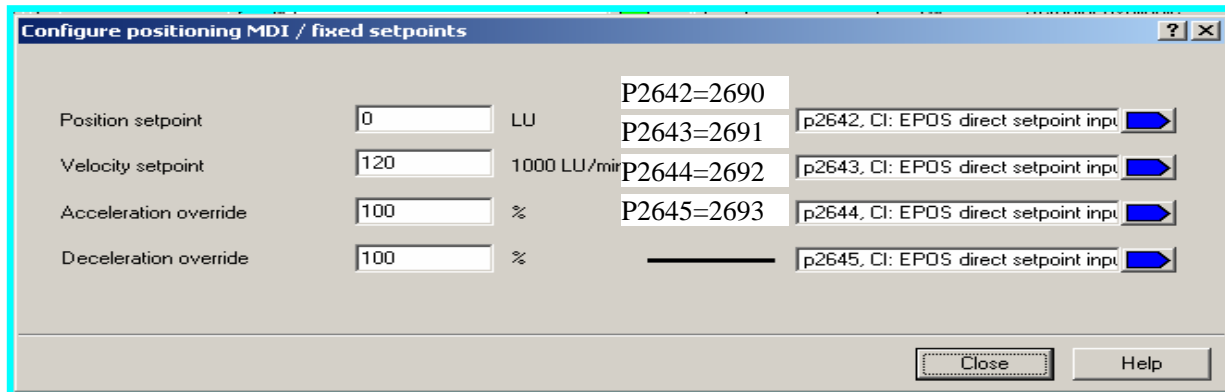 Configure positioning MDI / fixed setpoints
P2642=2690
Position setpoint 0 LU p2642, CI: EPOS direct setpoint inpu
P2643=2691
Velocity setpoint 120 1000 LU/min p2643, CI: EPOS direct setpoint inpu
P2644=2692
Acceleration override 100 % P2645=2693 p2644, CI: EPOS direct setpoint inpu
Deceleration override 100 % p2645, CI: EPOS direct setpoint inpu
Close Help